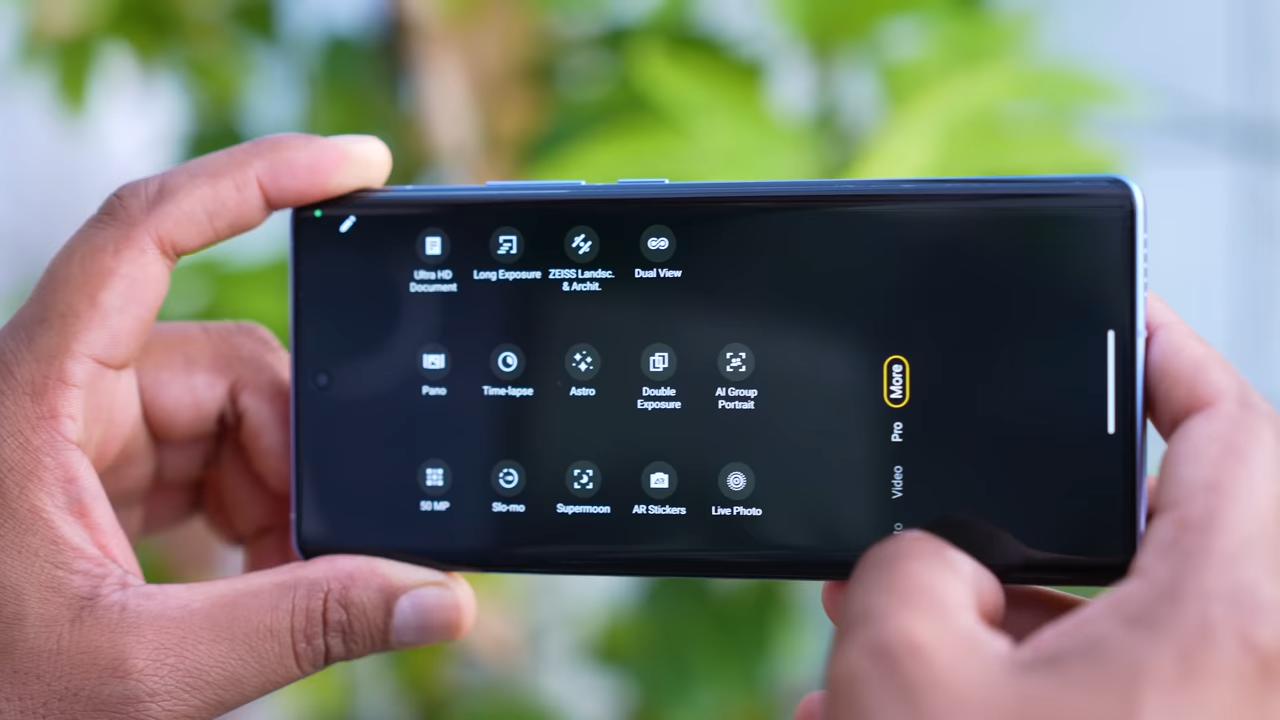 Ultra HD
Document
Long Exposure
ZEISS Landsc.
& Archit.
Dual View
Pano
Time-lapse
Astro
Double
Exposure
AI Group
Portrait
50 MP
Slo-mo
Supermoon
AR Stickers
Live Photo
More
Pro
Video